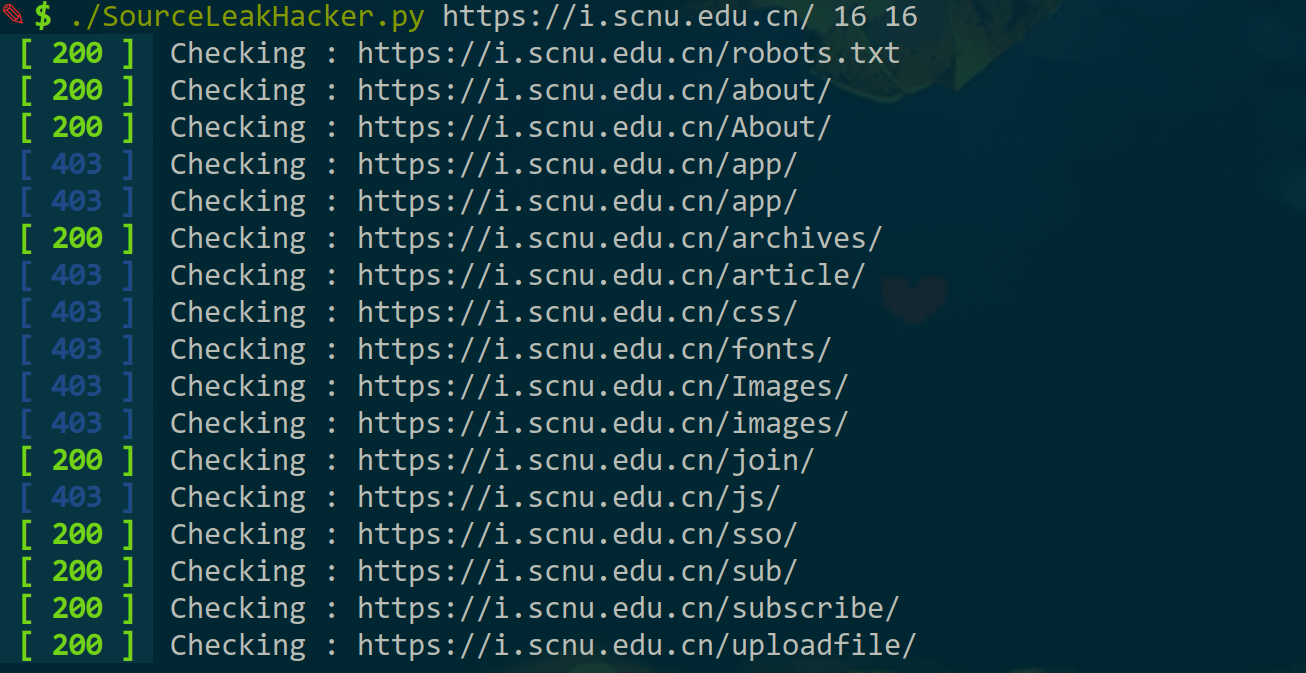 $ ./SourceLeakHacker.py https://i.scnu.edu.cn/ 16 16
[ 200 ] Checking : https://i.scnu.edu.cn/robots.txt
[ 200 ] Checking : https://i.scnu.edu.cn/about/
[ 200 ] Checking : https://i.scnu.edu.cn/About/
[ 403 ] Checking : https://i.scnu.edu.cn/app/
[ 403 ] Checking : https://i.scnu.edu.cn/app/
[ 200 ] Checking : https://i.scnu.edu.cn/archives/
[ 403 ] Checking : https://i.scnu.edu.cn/article/
[ 403 ] Checking : https://i.scnu.edu.cn/css/
[ 403 ] Checking : https://i.scnu.edu.cn/fonts/
[ 403 ] Checking : https://i.scnu.edu.cn/Images/
[ 403 ] Checking : https://i.scnu.edu.cn/images/
[ 200 ] Checking : https://i.scnu.edu.cn/join/
[ 403 ] Checking : https://i.scnu.edu.cn/js/
[ 200 ] Checking : https://i.scnu.edu.cn/sso/
[ 200 ] Checking : https://i.scnu.edu.cn/sub/
[ 200 ] Checking : https://i.scnu.edu.cn/subscribe/
[ 200 ] Checking : https://i.scnu.edu.cn/uploadfile/